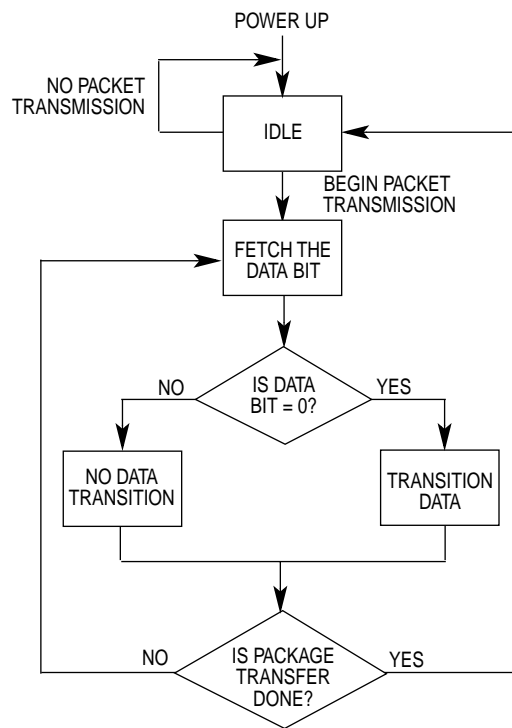 POWER UP
NO PACKET
TRANSMISSION
IDLE
BEGIN PACKET
TRANSMISSION
FETCH THE
DATA BIT
IS DATA
BIT = 0?
NO
YES
NO DATA
TRANSITION
TRANSITION
DATA
IS PACKAGE
TRANSFER
DONE?
NO
YES